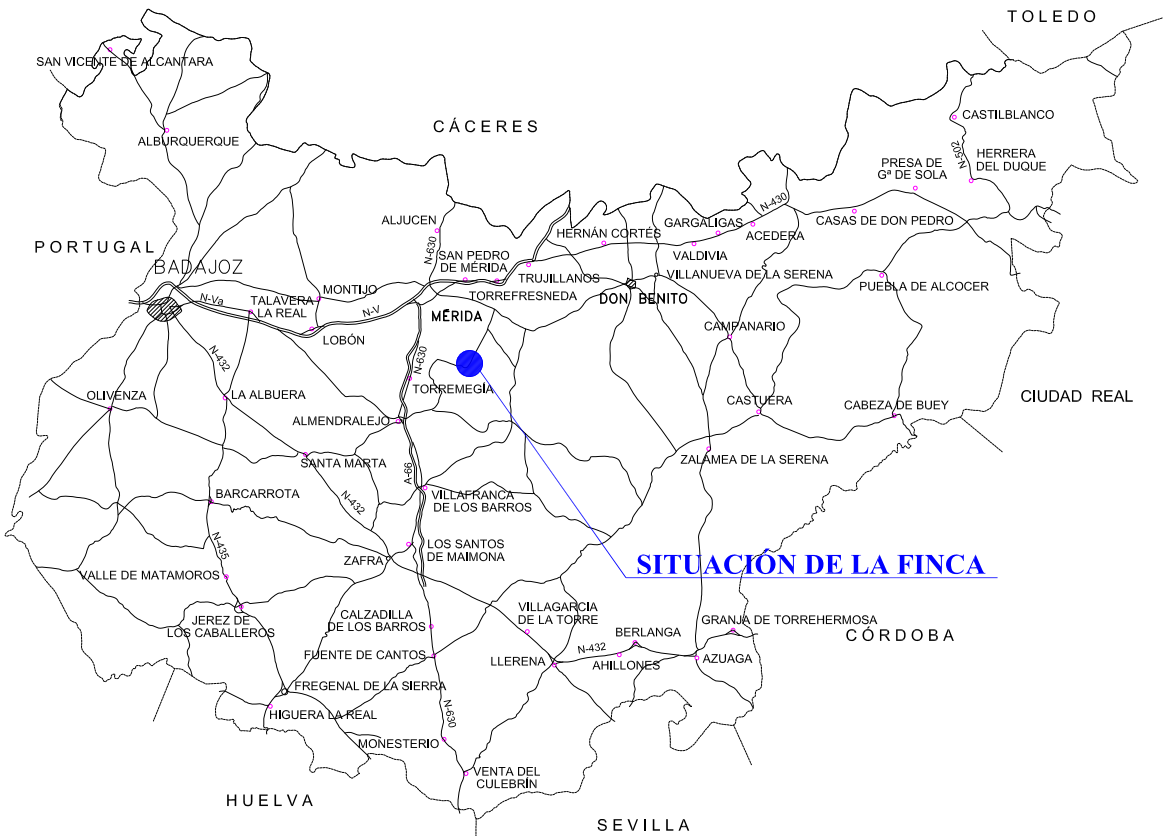 TOLEDO
SAN VICENTE DE ALCANTARA
CASTILBLANCO
CÁCERES
ALBURQUERQUE
N-502
PRESA DE
Gª DE SOLA
HERRERA
DEL DUQUE
N-430
ALJUCEN
GARGALIGAS
CASAS DE DON PEDRO
HERNÁN CORTÉS
ACEDERA
PORTUGAL
N-630
SAN PEDRO
DE MÉRIDA
VALDIVIA
BADAJOZ
TRUJILLANOS
VILLANUEVA DE LA SERENA
PUEBLA DE ALCOCER
MONTIJO
N-Va
TALAVERA
LA REAL
TORREFRESNEDA
DON BENITO
N-V
MÉRIDA
LOBÓN
CAMPANARIO
N-432
N-630
TORREMEGÍA
OLIVENZA
LA ALBUERA
CIUDAD REAL
CASTUERA
CABEZA DE BUEY
ALMENDRALEJO
SANTA MARTA
ZALAMEA DE LA SERENA
A-66
BARCARROTA
N-432
VILLAFRANCA
DE LOS BARROS
N-435
LOS SANTOS
DE MAIMONA
ZAFRA
SITUACIÓN DE LA FINCA
VALLE DE MATAMOROS
JEREZ DE
LOS CABALLEROS
CALZADILLA
DE LOS BARROS
VILLAGARCIA
DE LA TORRE
GRANJA DE TORREHERMOSA
BERLANGA
CÓRDOBA
N-432
FUENTE DE CANTOS
LLERENA
AHILLONES
AZUAGA
FREGENAL DE LA SIERRA
HIGUERA LA REAL
N-630
MONESTERIO
VENTA DEL
CULEBRÍN
HUELVA
SEVILLA